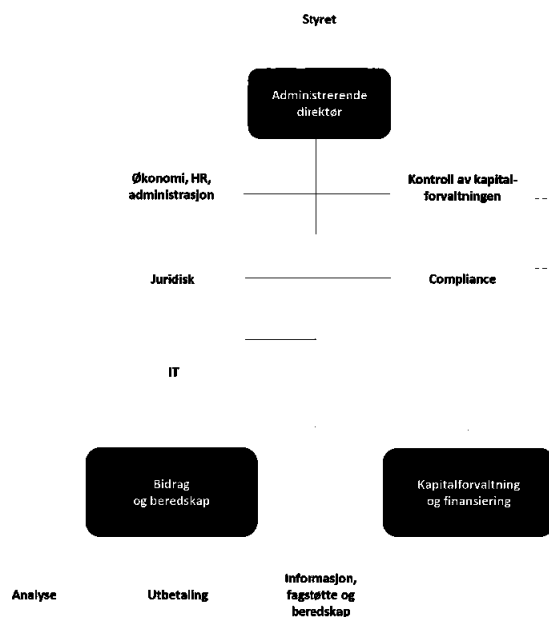 Styret
Administrerende
direktør
Økonomi, HR,
administrasjon
Kontroll av kapital-
forvaltningen
Juridisk
Compliance
IT
Bidrag
og beredskap
Kapitalforvaltning
og finansiering
Analyse
Utbetaling
Informasjon,
fagstøtte og
beredskap